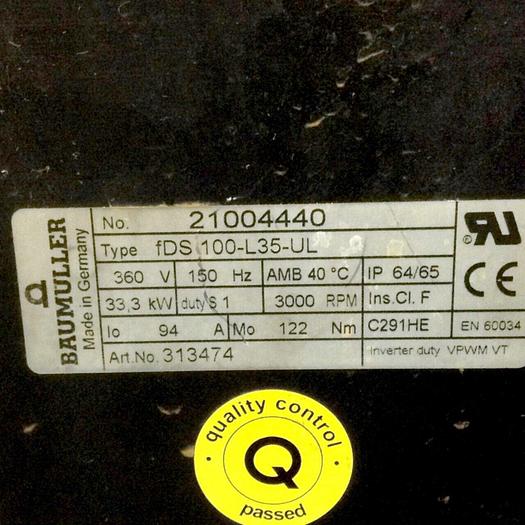 BAUMULLER
Made in Germany
No. 21004440
Type fDS 100-L35-UL
360 V 150 Hz AMB 40 °C IP 64/65
33,3 kW duty S 1 3000 RPM Ins.Cl. F
Io 94 A Mo 122 Nm C291HE EN 60034
Art.No. 313474 Inverter duty VPWM VT
quality control
Q
passed